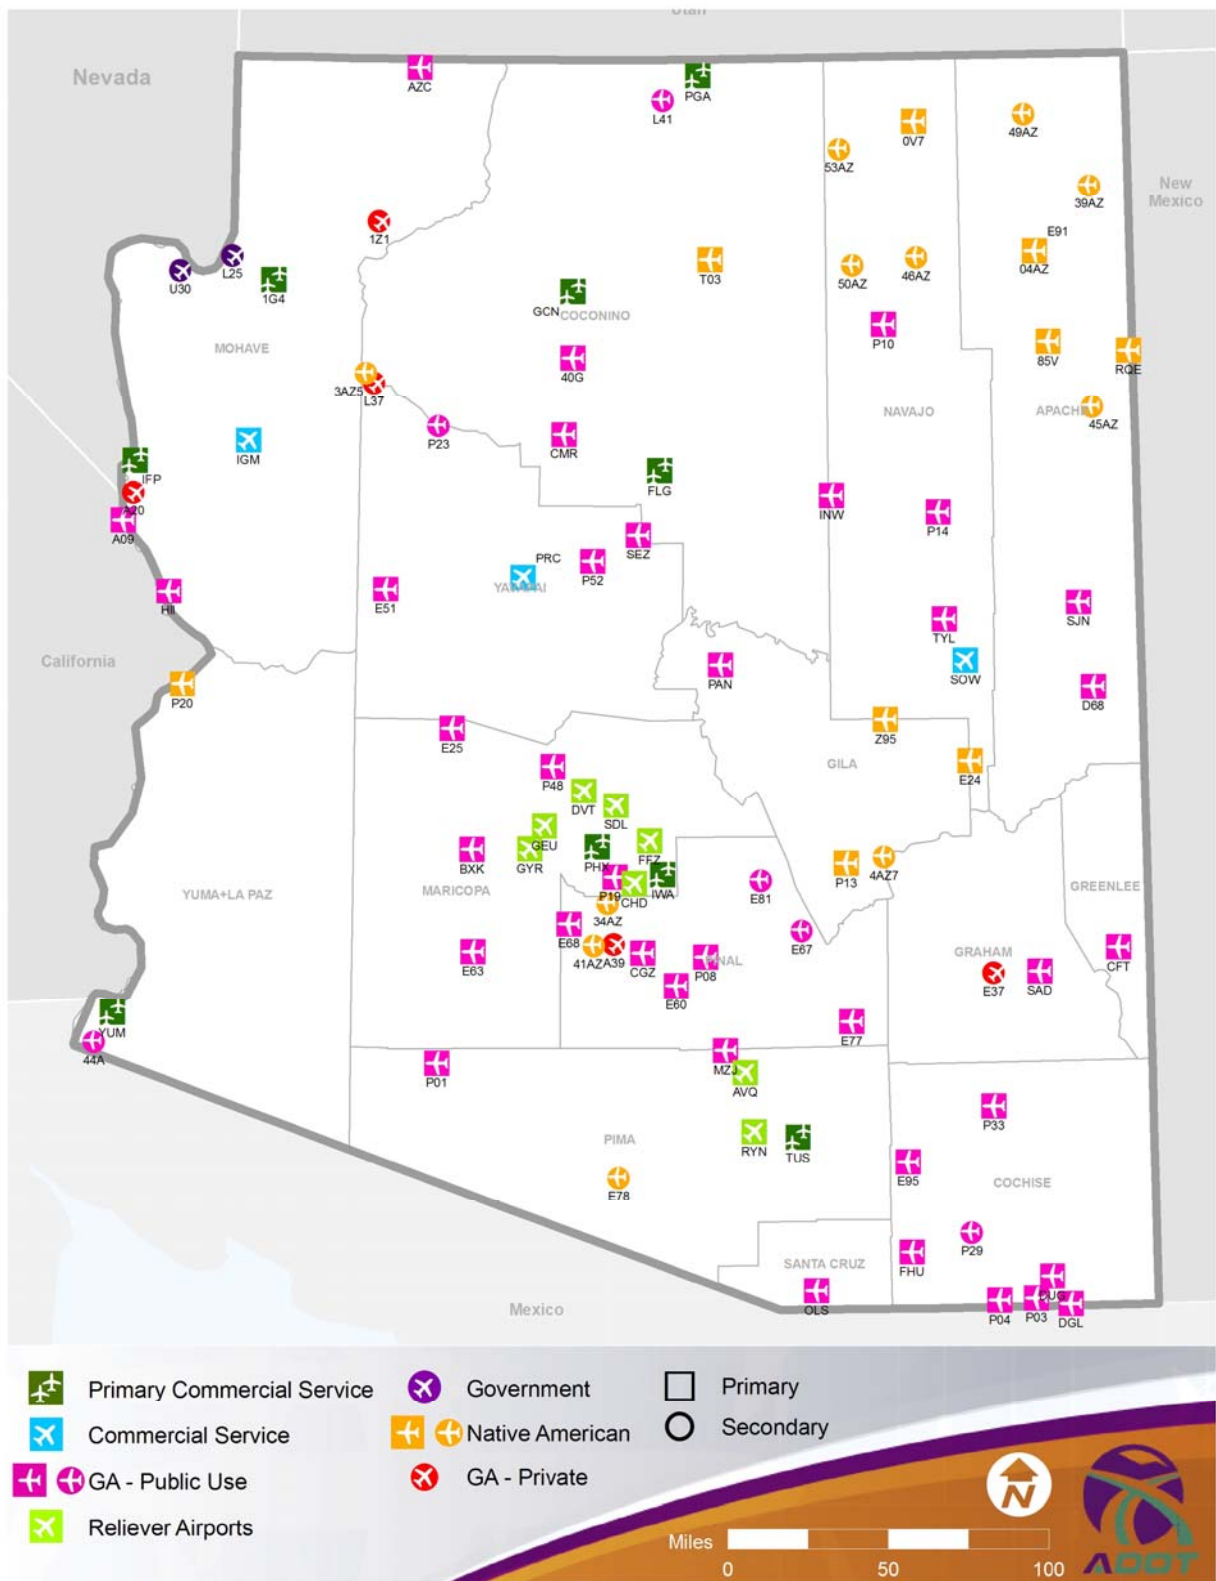 Utah
Nevada
AZC
PGA
L41
0V7
49AZ
53AZ
39AZ
New
Mexico
1Z1
E91
L25
U30
1G4
T03
50AZ
46AZ
04AZ
GCN
COCONINO
P10
MOHAVE
85V
RQE
40G
3AZ5
L37
NAVAJO
APACHE
45AZ
P23
IGM
CMR
IFP
FLG
A20
INW
P14
A09
SEZ
PRC
P52
YAVAPAI
E51
HII
SJN
TYL
California
SOW
PAN
P20
D68
E25
Z95
E24
GILA
P48
DVT
SDL
GEU
FFZ
BXK
GYR
PHX
IWA
P13
4AZ7
MARICOPA
P19
CHD
E81
GREENLEE
YUMA+LA PAZ
34AZ
E68
E67
41AZ
A39
E63
CGZ
P08
PINAL
GRAHAM
CFT
E37
SAD
E60
YUM
E77
44A
MZJ
P01
AVQ
P33
PIMA
RYN
TUS
E95
COCHISE
E78
P29
SANTA CRUZ
FHU
DUG
Mexico
OLS
P04
P03
DGL
Primary Commercial Service
Government
Primary
Commercial Service
Native American
Secondary
GA - Public Use
GA - Private
Reliever Airports
N
Miles
0
50
100
ADOT